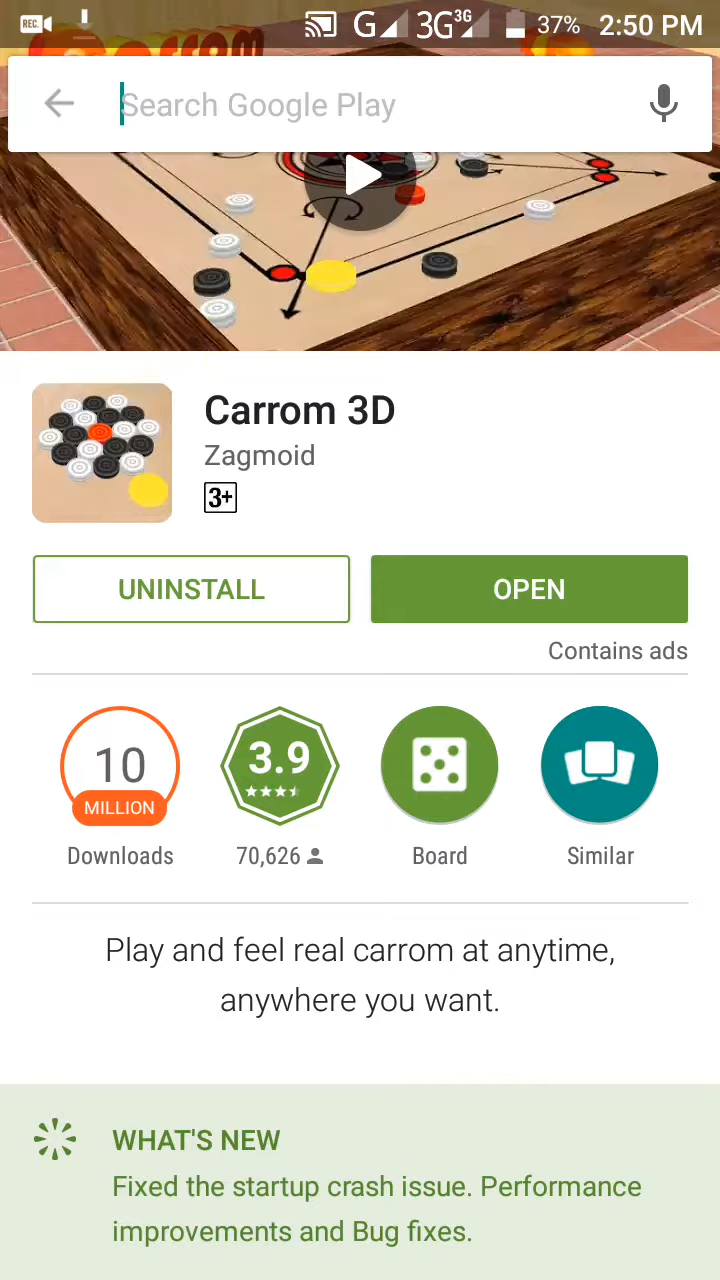 REC. G 3G 3G 37% 2:50 PM
Search Google Play
Carrom 3D
Zagmoid
3+
UNINSTALL
OPEN
Contains ads
10
MILLION
Downloads
3.9
70,626
Board
Similar
Play and feel real carrom at anytime,
anywhere you want.
WHAT'S NEW
Fixed the startup crash issue. Performance
improvements and Bug fixes.